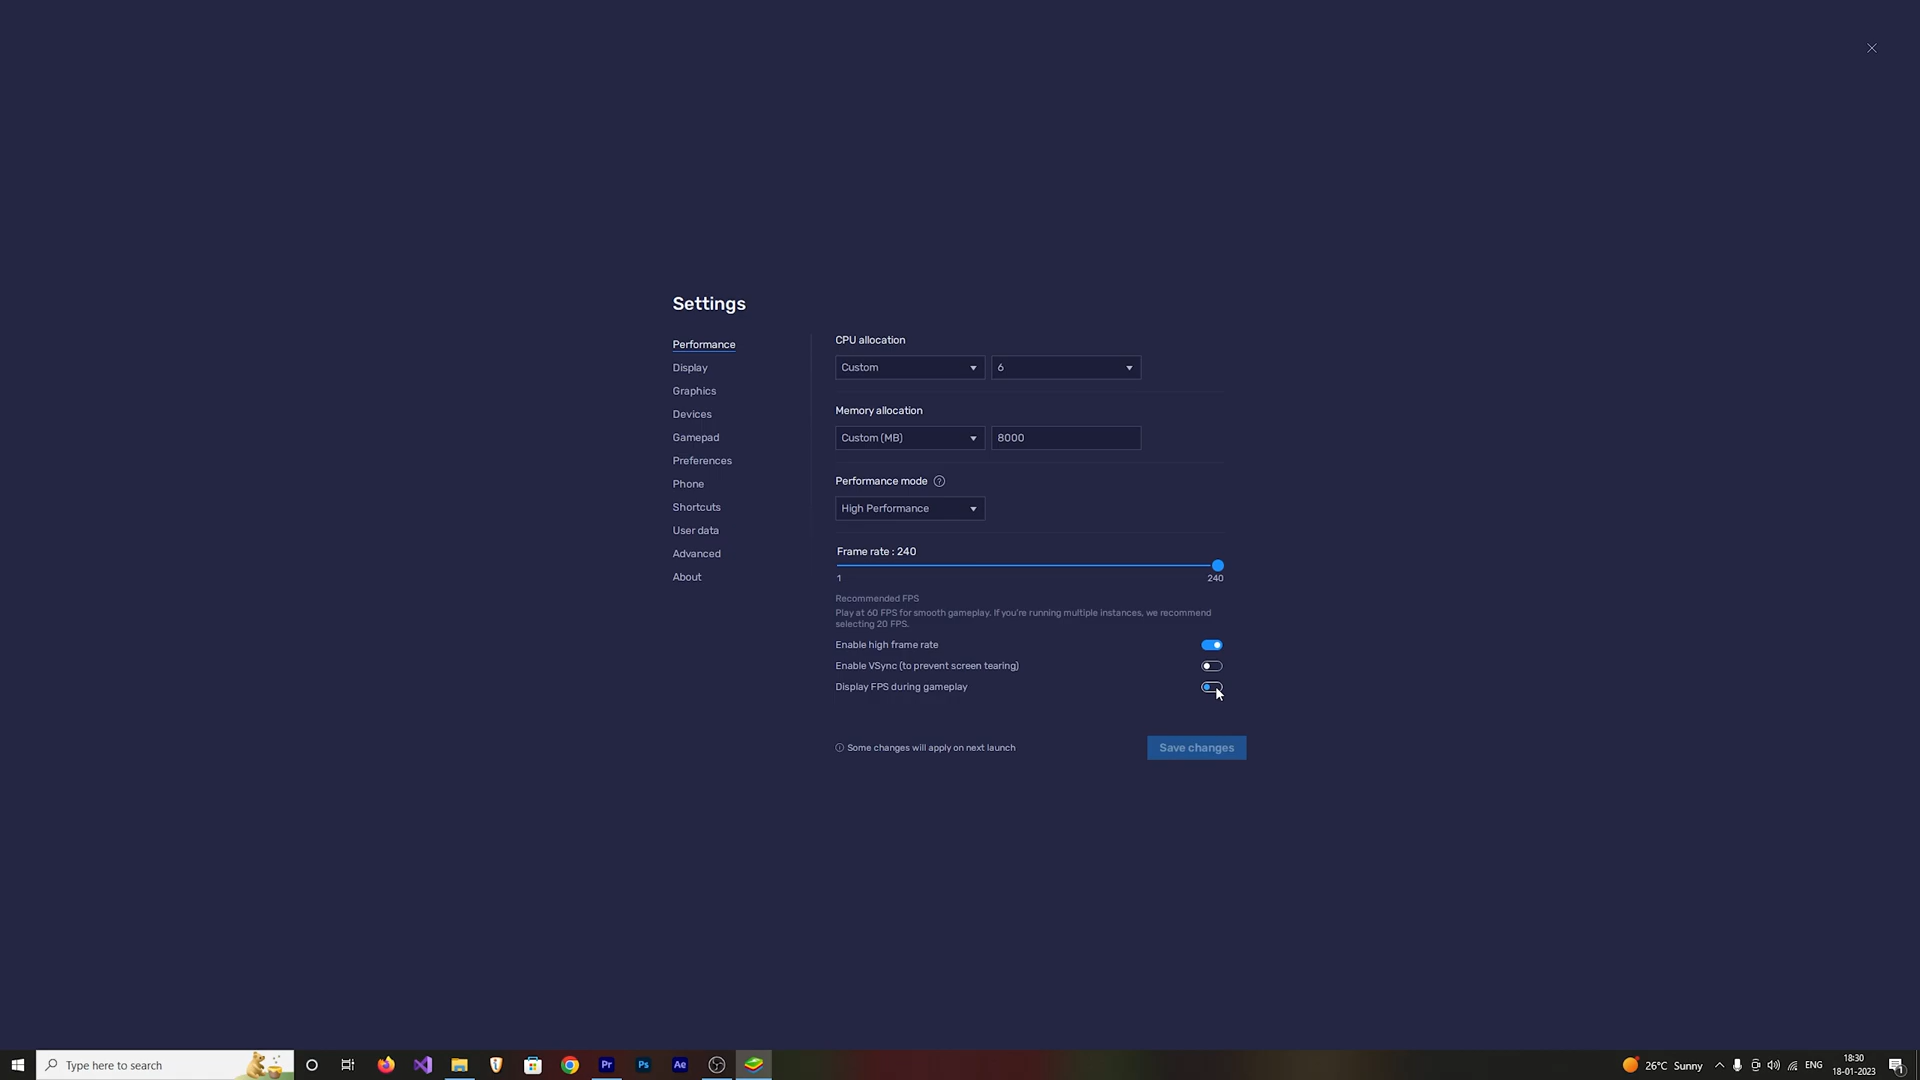 Settings
Performance
Display
Graphics
Devices
Gamepad
Preferences
Phone
Shortcuts
User data
Advanced
About
CPU allocation
Custom
6
Memory allocation
Custom (MB)
8000
Performance mode ?
High Performance
Frame rate : 240
1
240
Recommended FPS
Play at 60 FPS for smooth gameplay. If you're running multiple instances, we recommend
selecting 20 FPS.
Enable high frame rate
Enable VSync (to prevent screen tearing)
Display FPS during gameplay
Some changes will apply on next launch
Save changes
Type here to search
Pr
Ps
Ae
26°C Sunny
ENG
18:30
18-01-2023
1